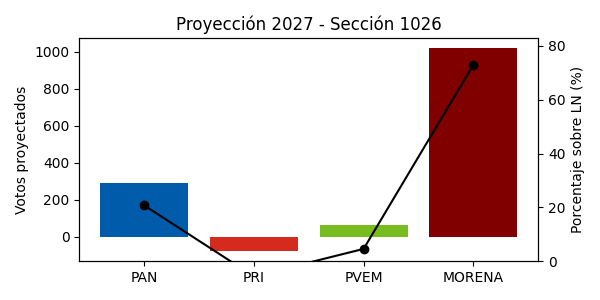 Proyección 2027 - Sección 1026
Votos proyectados
1000
800
600
400
200
0
Porcentaje sobre LN (%)
80
60
40
20
0
PAN PRI PVEM MORENA